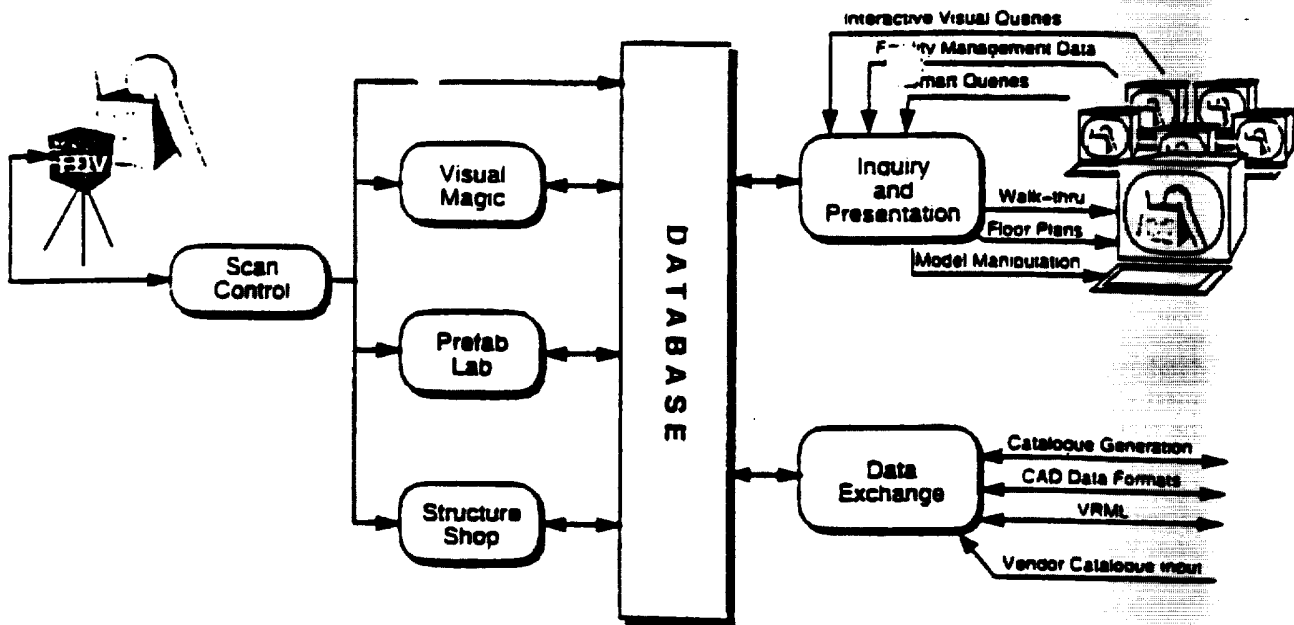 Interactive Visual Queries
Management Data
Queries
Visual
Magic
Inquiry
and
Presentation
Walk-thru
Floor Plans
Model Manipulation
Scan
Control
Prefab
Lab
DATABASE
Structure
Shop
Data
Exchange
Catalogue Generation
CAD Data Formats
VRML
Vendor Catalogue Input